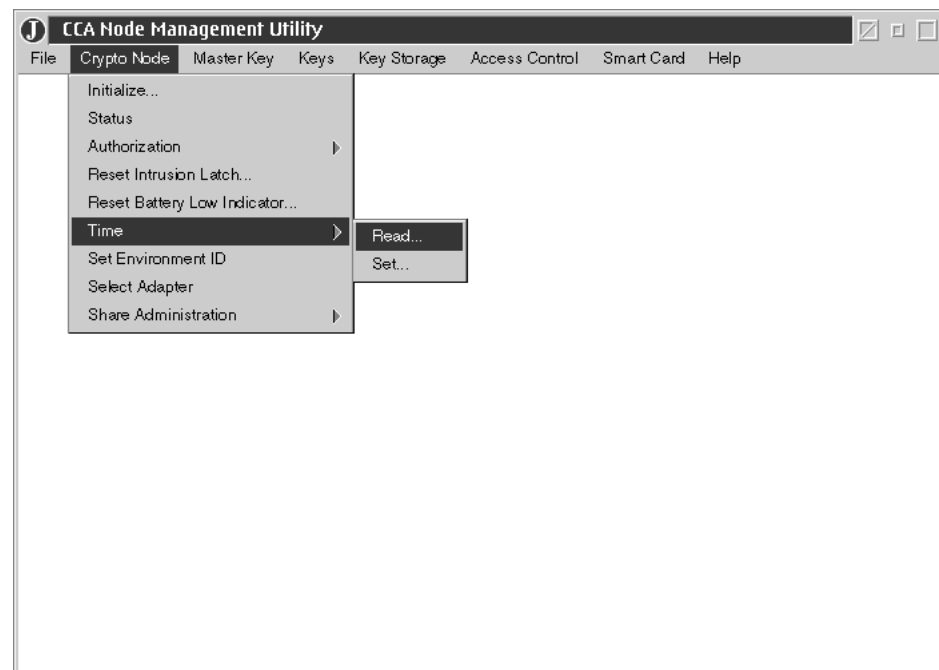 J CCA Node Management Utility
File Crypto Node Master Key Keys Key Storage Access Control Smart Card Help
Initialize...
Status
Authorization
Reset Intrusion Latch...
Reset Battery Low Indicator...
Time
Read...
Set Environment ID
Set...
Select Adapter
Share Administration